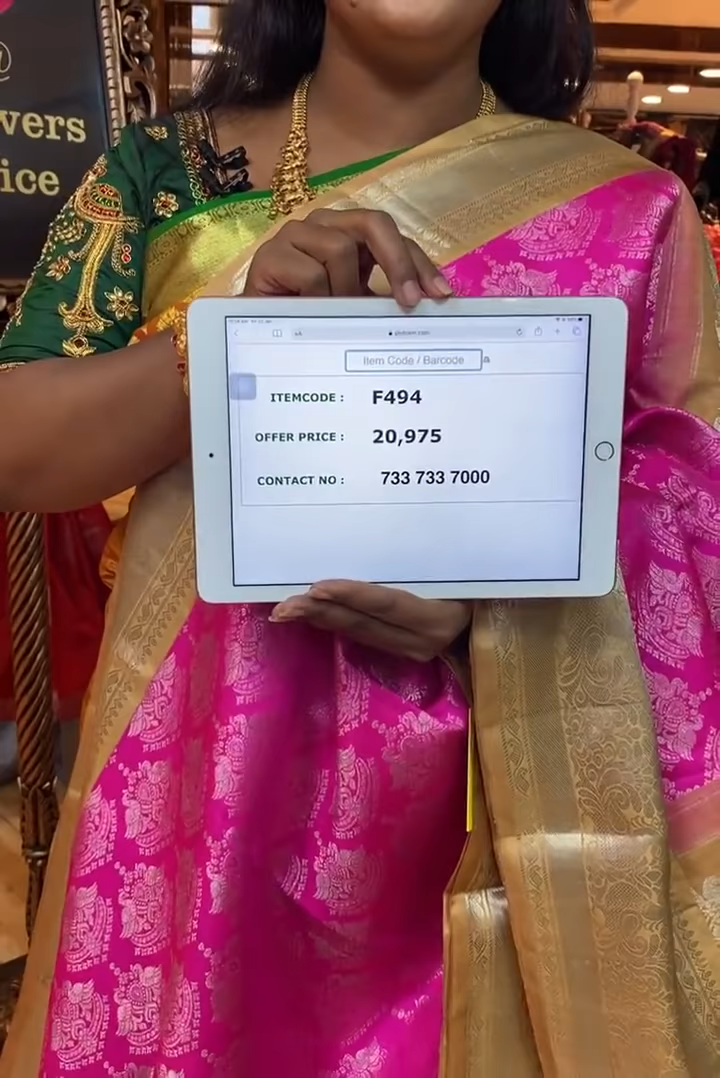 @
vers
ice
Item Code / Barcode
ITEMCODE : F494
OFFER PRICE : 20,975
CONTACT NO : 733 733 7000